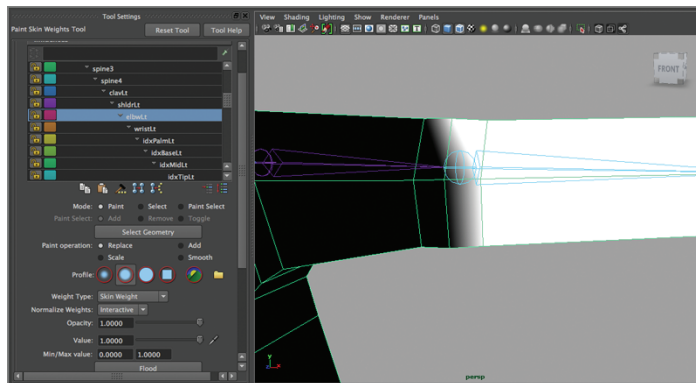 Tool Settings
Paint Skin Weights Tool
Reset Tool
Tool Help
spine3
spine4
clavLt
shldrLt
elbwLt
wristLt
idxPalmLt
idxBaseLt
idxMidLt
idxTipLt
Mode: Paint Select Paint Select
Paint Select: Add Remove Toggle
Select Geometry
Paint operation: Replace Add
Scale Smooth
Profile:
Weight Type: Skin Weight
Normalize Weights: Interactive
Opacity: 1.0000
Value: 1.0000
Min/Max value: 0.0000 1.0000
Flood
View Shading Lighting Show Renderer Panels
FRONT
Y
persp